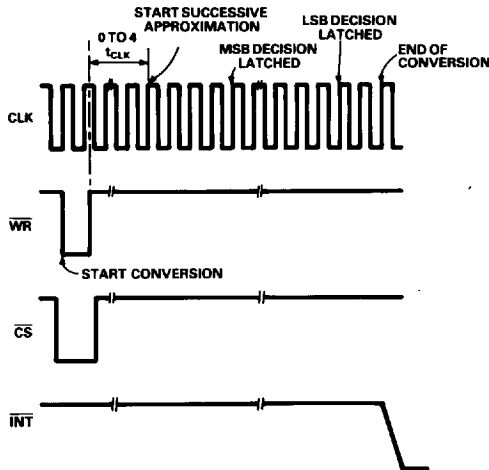 START SUCCESSIVE
APPROXIMATION
0 TO 4
tCLK
MSB DECISION
LATCHED
LSB DECISION
LATCHED
END OF
CONVERSION
CLK
WR
START CONVERSION
CS
INT